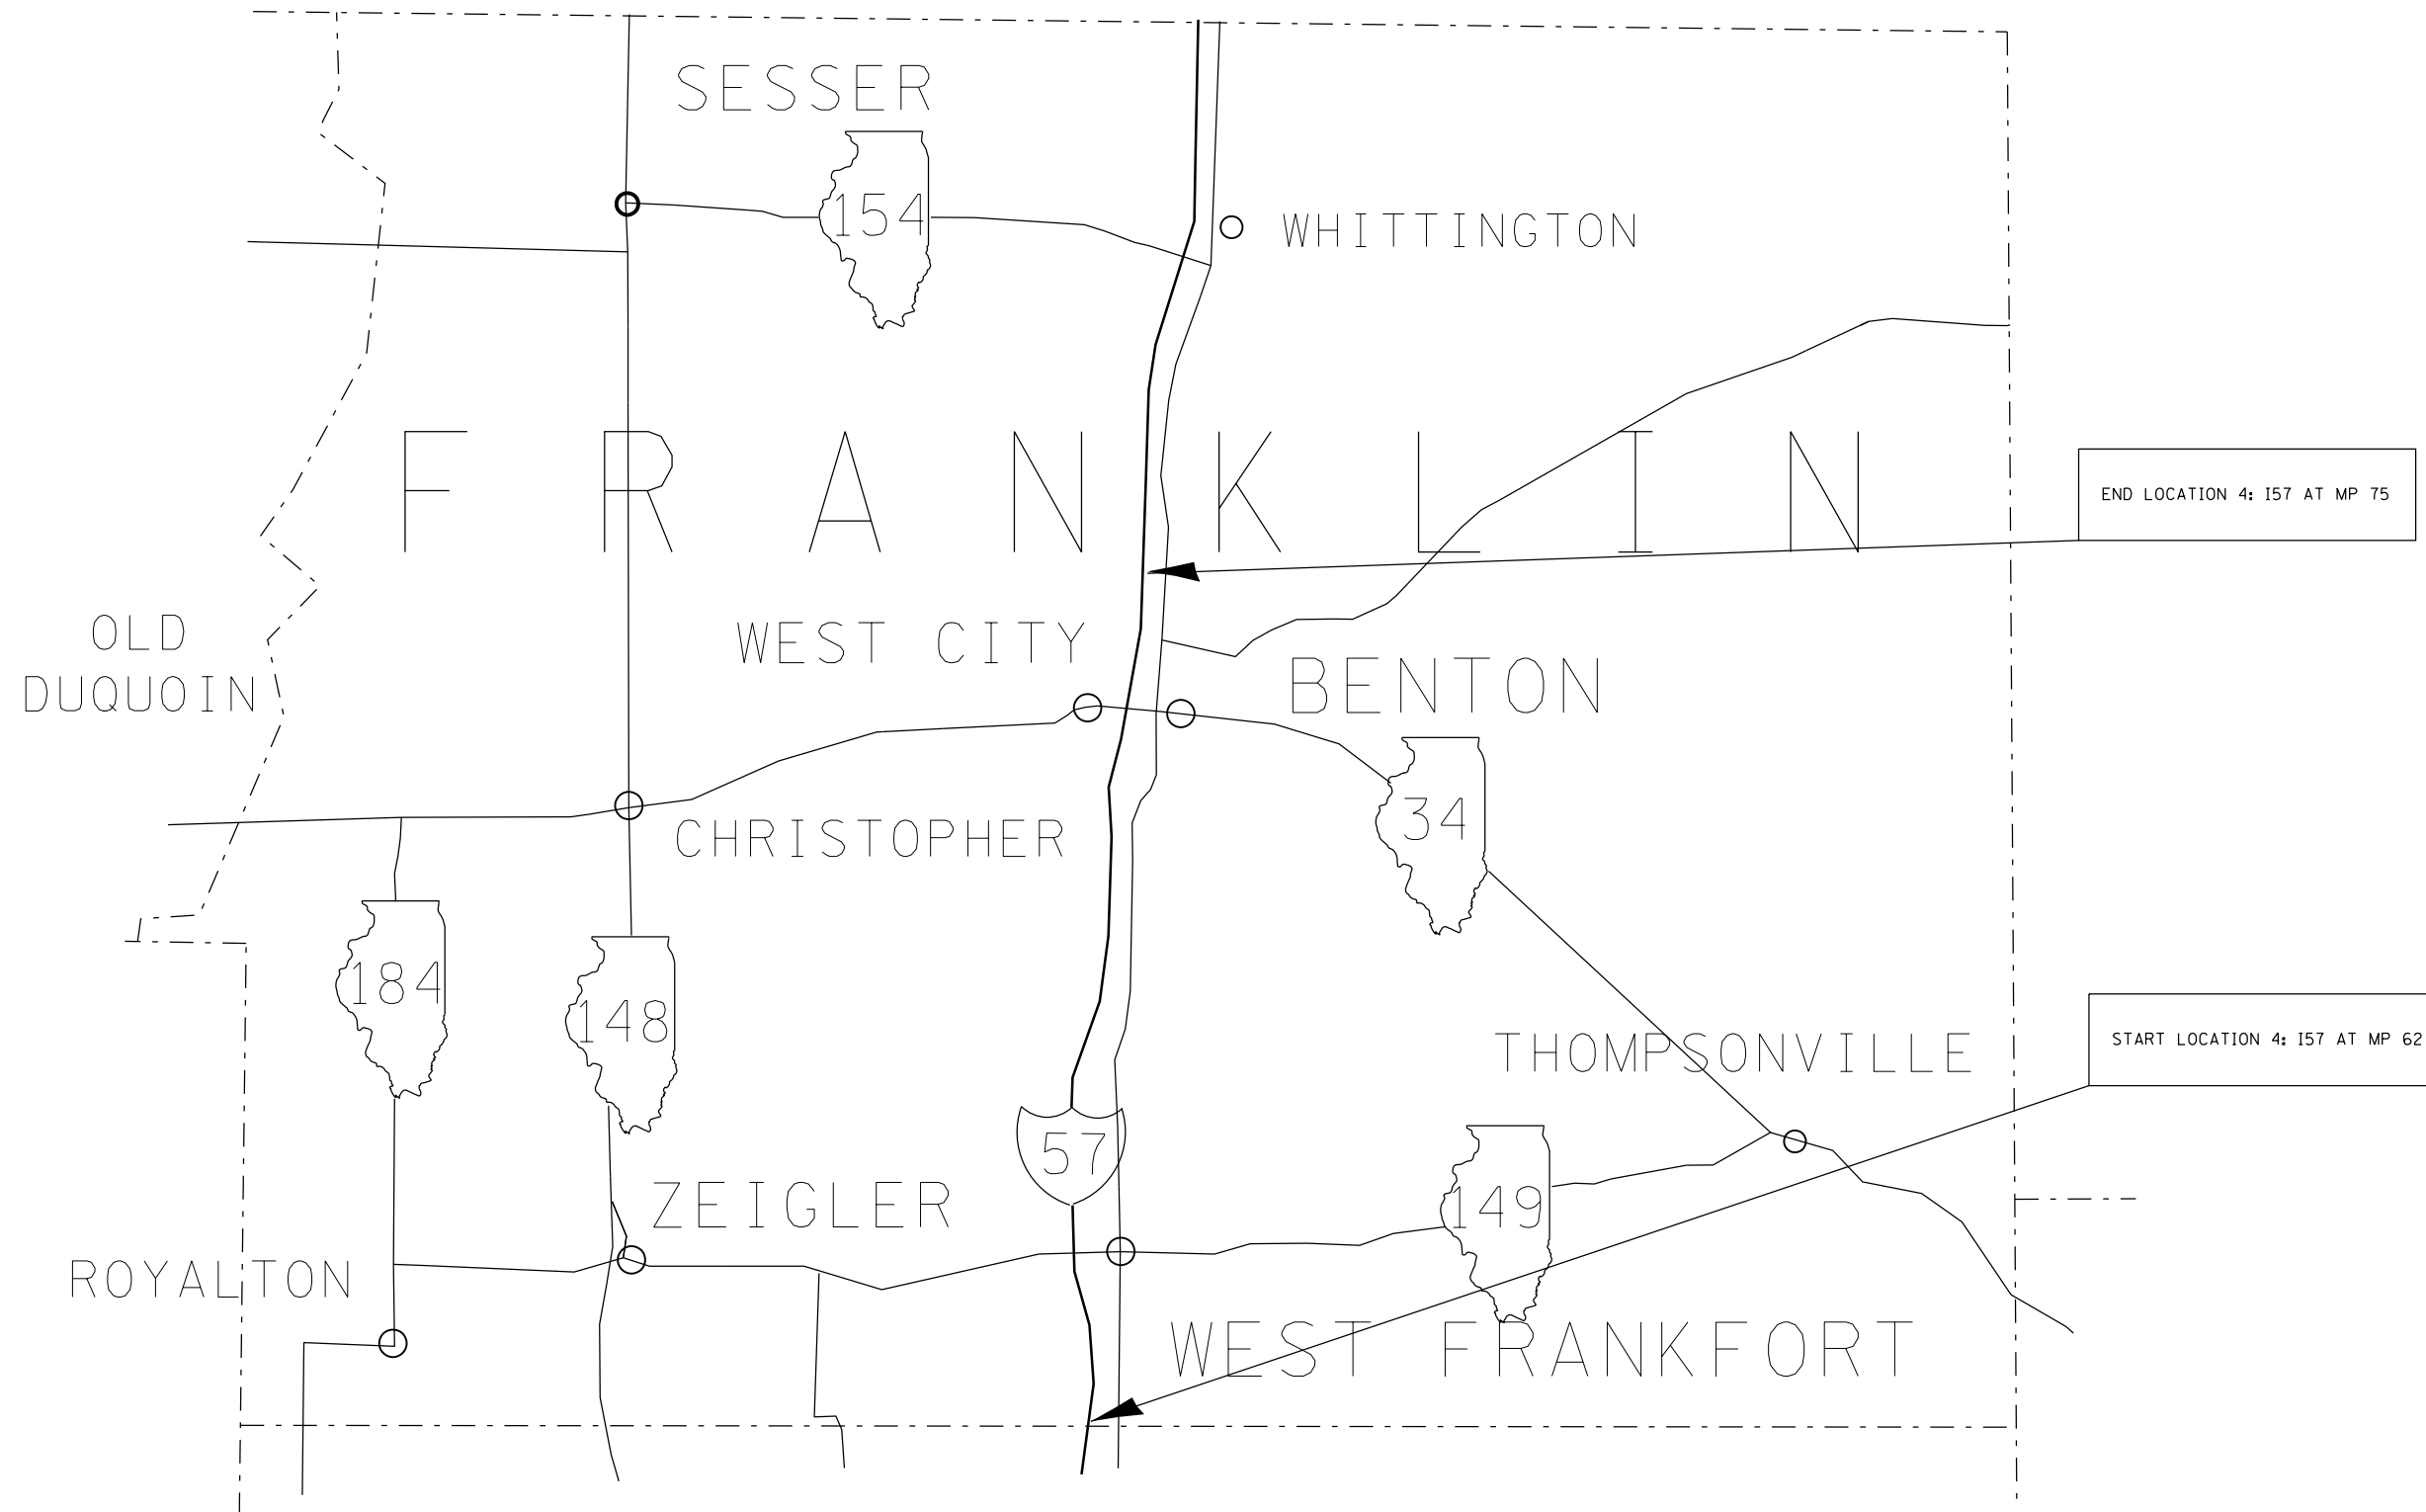 SESSER
154
WHITTINGTON
FRANKLIN
END LOCATION 4: I57 AT MP 75
OLD
DUQUOIN
WEST CITY
BENTON
34
CHRISTOPHER
184
148
START LOCATION 4: I57 AT MP 62
THOMPSONVILLE
57
149
ZEIGLER
ROYALTON
WEST FRANKFORT